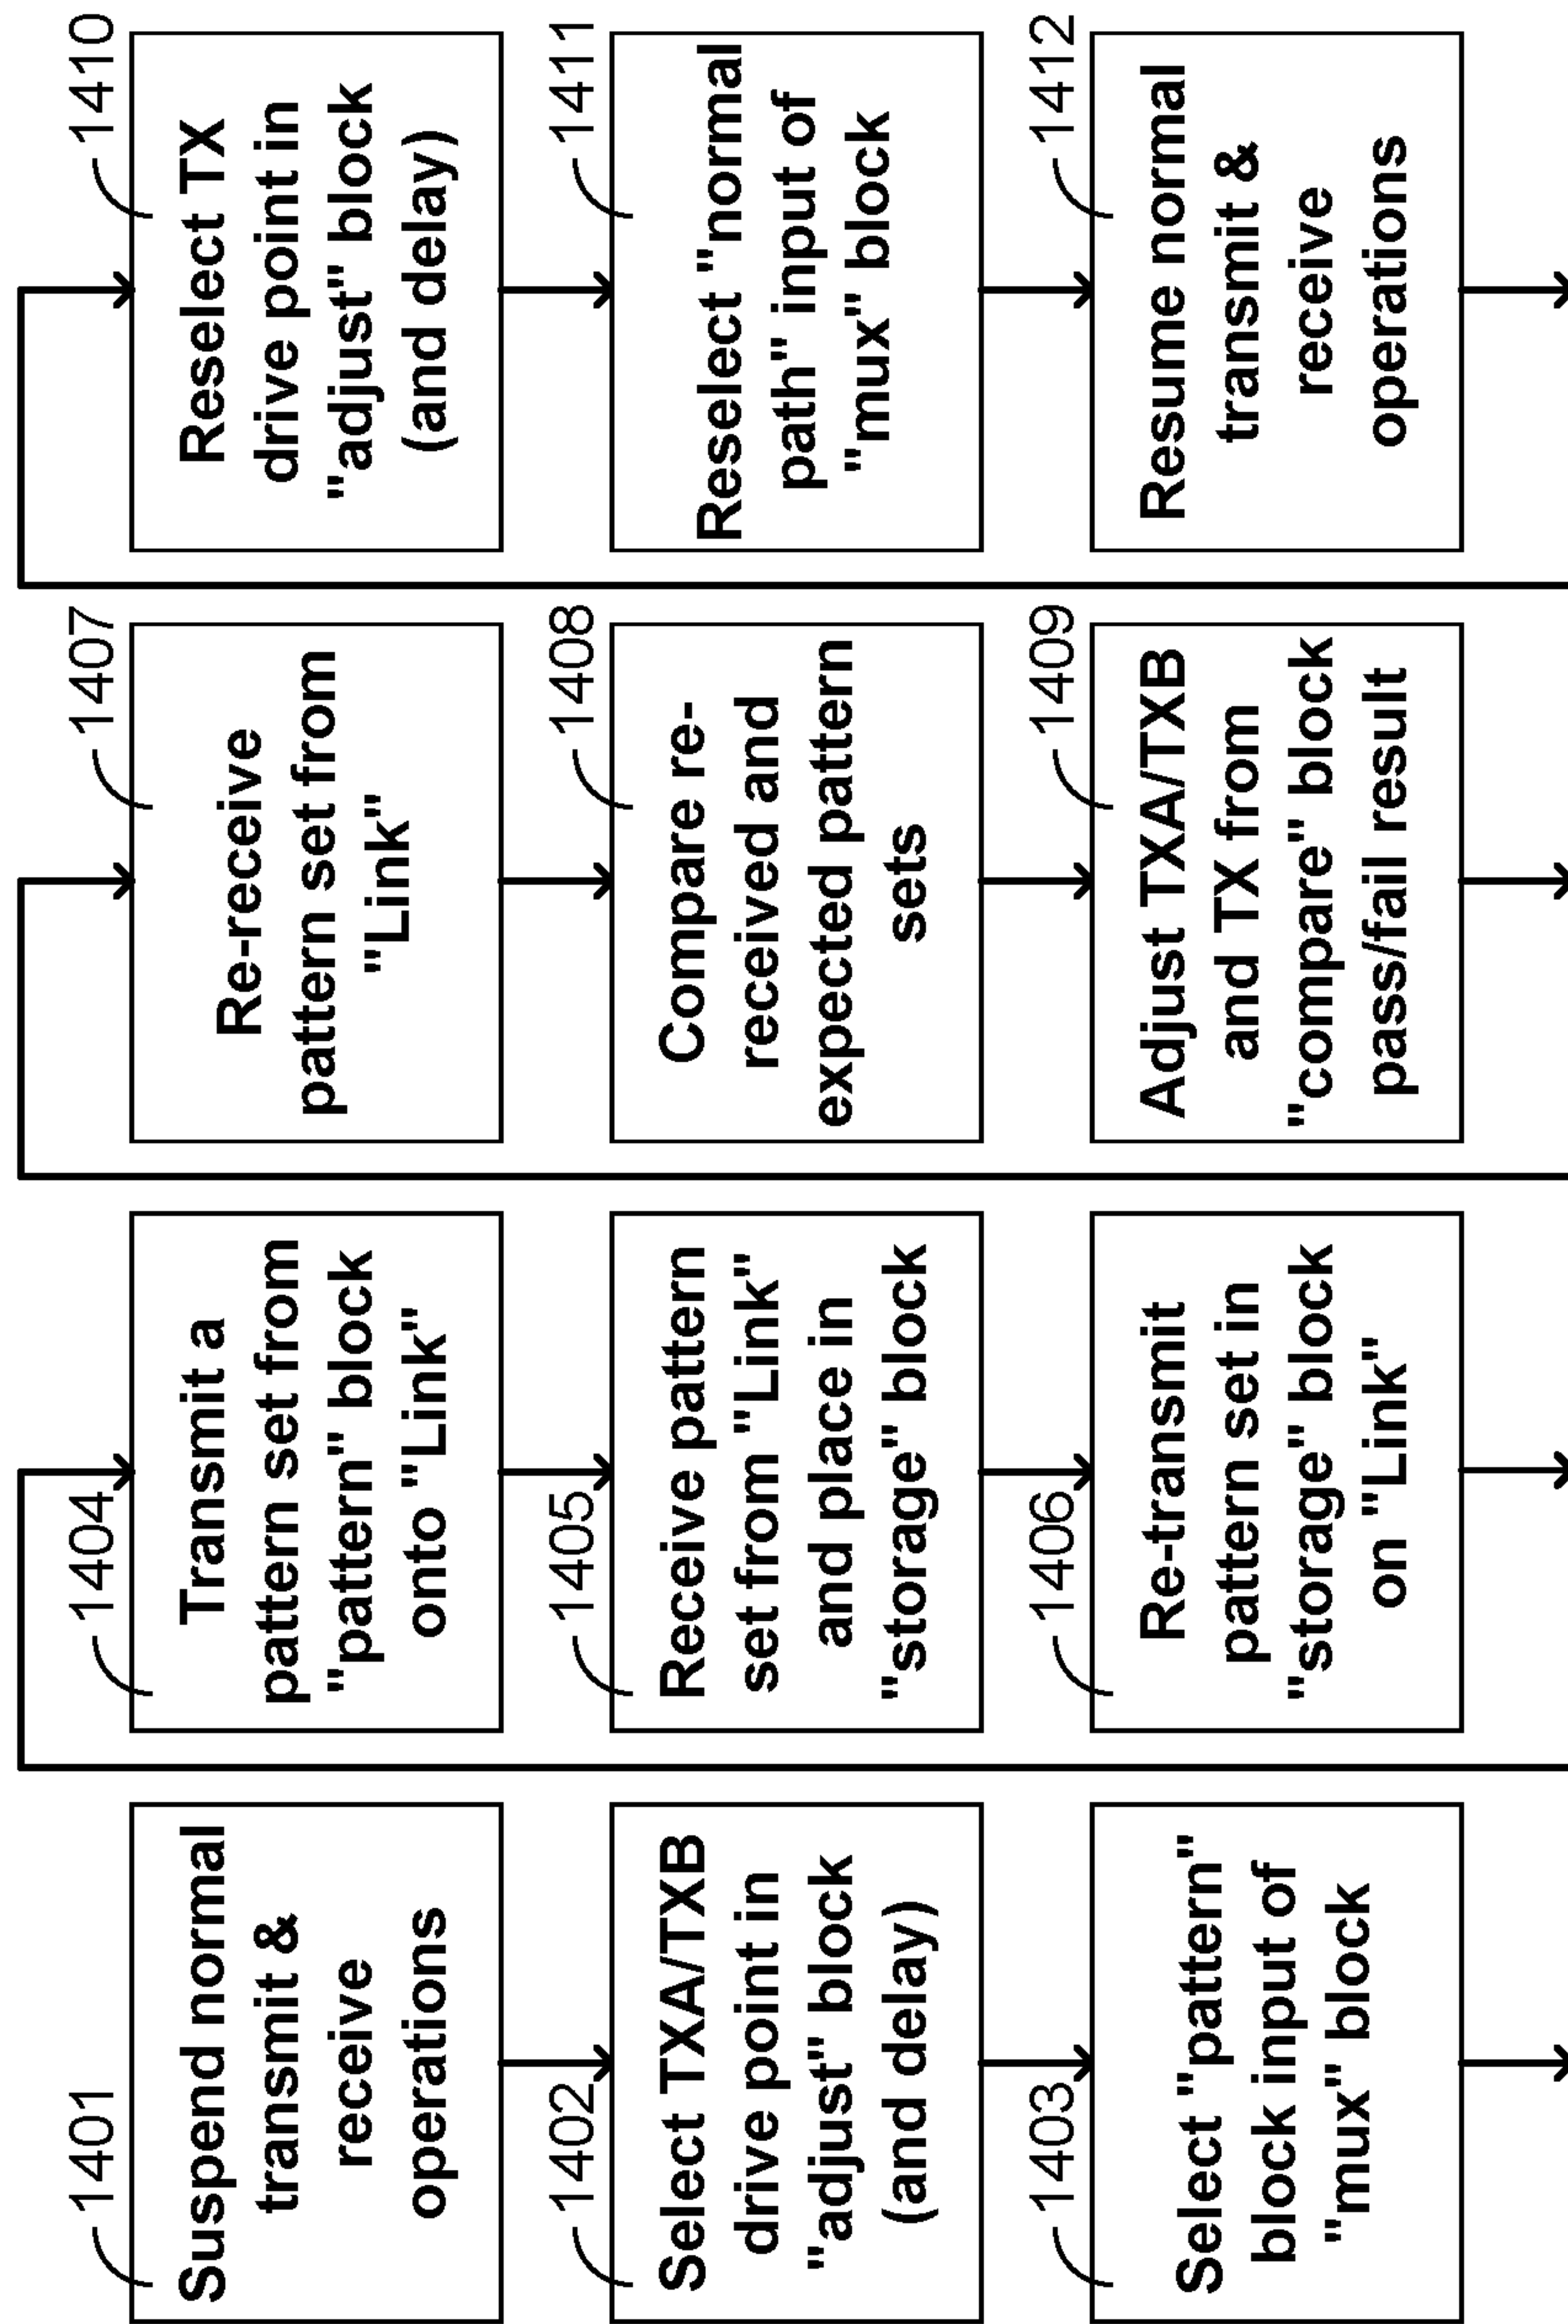 1401
Suspend normal
transmit &
receive
operations
1402
Select TXA/TXB
drive point in
"adjust" block
(and delay)
1403
Select "pattern"
block input of
"mux" block
1404
Transmit a
pattern set from
"pattern" block
onto "Link"
1405
Receive pattern
set from "Link"
and place in
"storage" block
1406
Re-transmit
pattern set in
"storage" block
on "Link"
1407
Re-receive
pattern set from
"Link"
1408
Compare re-
received and
expected pattern
sets
1409
Adjust TXA/TXB
and TX from
"compare" block
pass/fail result
1410
Reselect TX
drive point in
"adjust" block
(and delay)
1411
Reselect "normal
path" input of
"mux" block
1412
Resume normal
transmit &
receive
operations